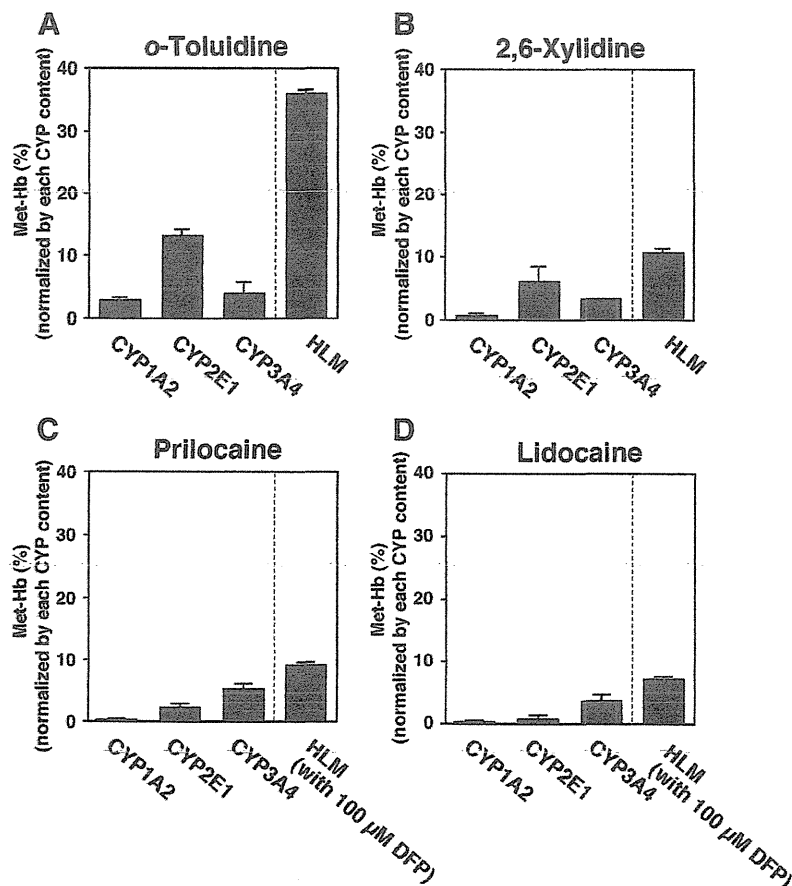 A
o-Toluidine
Met-Hb (%)
(normalized by each CYP content)
40
30
20
10
0
CYP1A2
CYP2E1
CYP3A4
HLM
B
2,6-Xylidine
Met-Hb (%)
(normalized by each CYP content)
40
30
20
10
0
CYP1A2
CYP2E1
CYP3A4
HLM
C
Prilocaine
Met-Hb (%)
(normalized by each CYP content)
40
30
20
10
0
CYP1A2
CYP2E1
CYP3A4
HLM
(with 100 µM DFP)
D
Lidocaine
Met-Hb (%)
(normalized by each CYP content)
40
30
20
10
0
CYP1A2
CYP2E1
CYP3A4
HLM
(with 100 µM DFP)